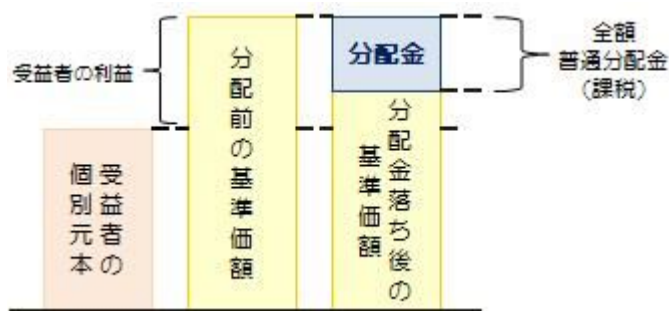 受益者の利益
受益者の
個別元本
分配前の基準価額
分配金
分配金落ち後の
基準価額
全額
普通分配金
(課税)